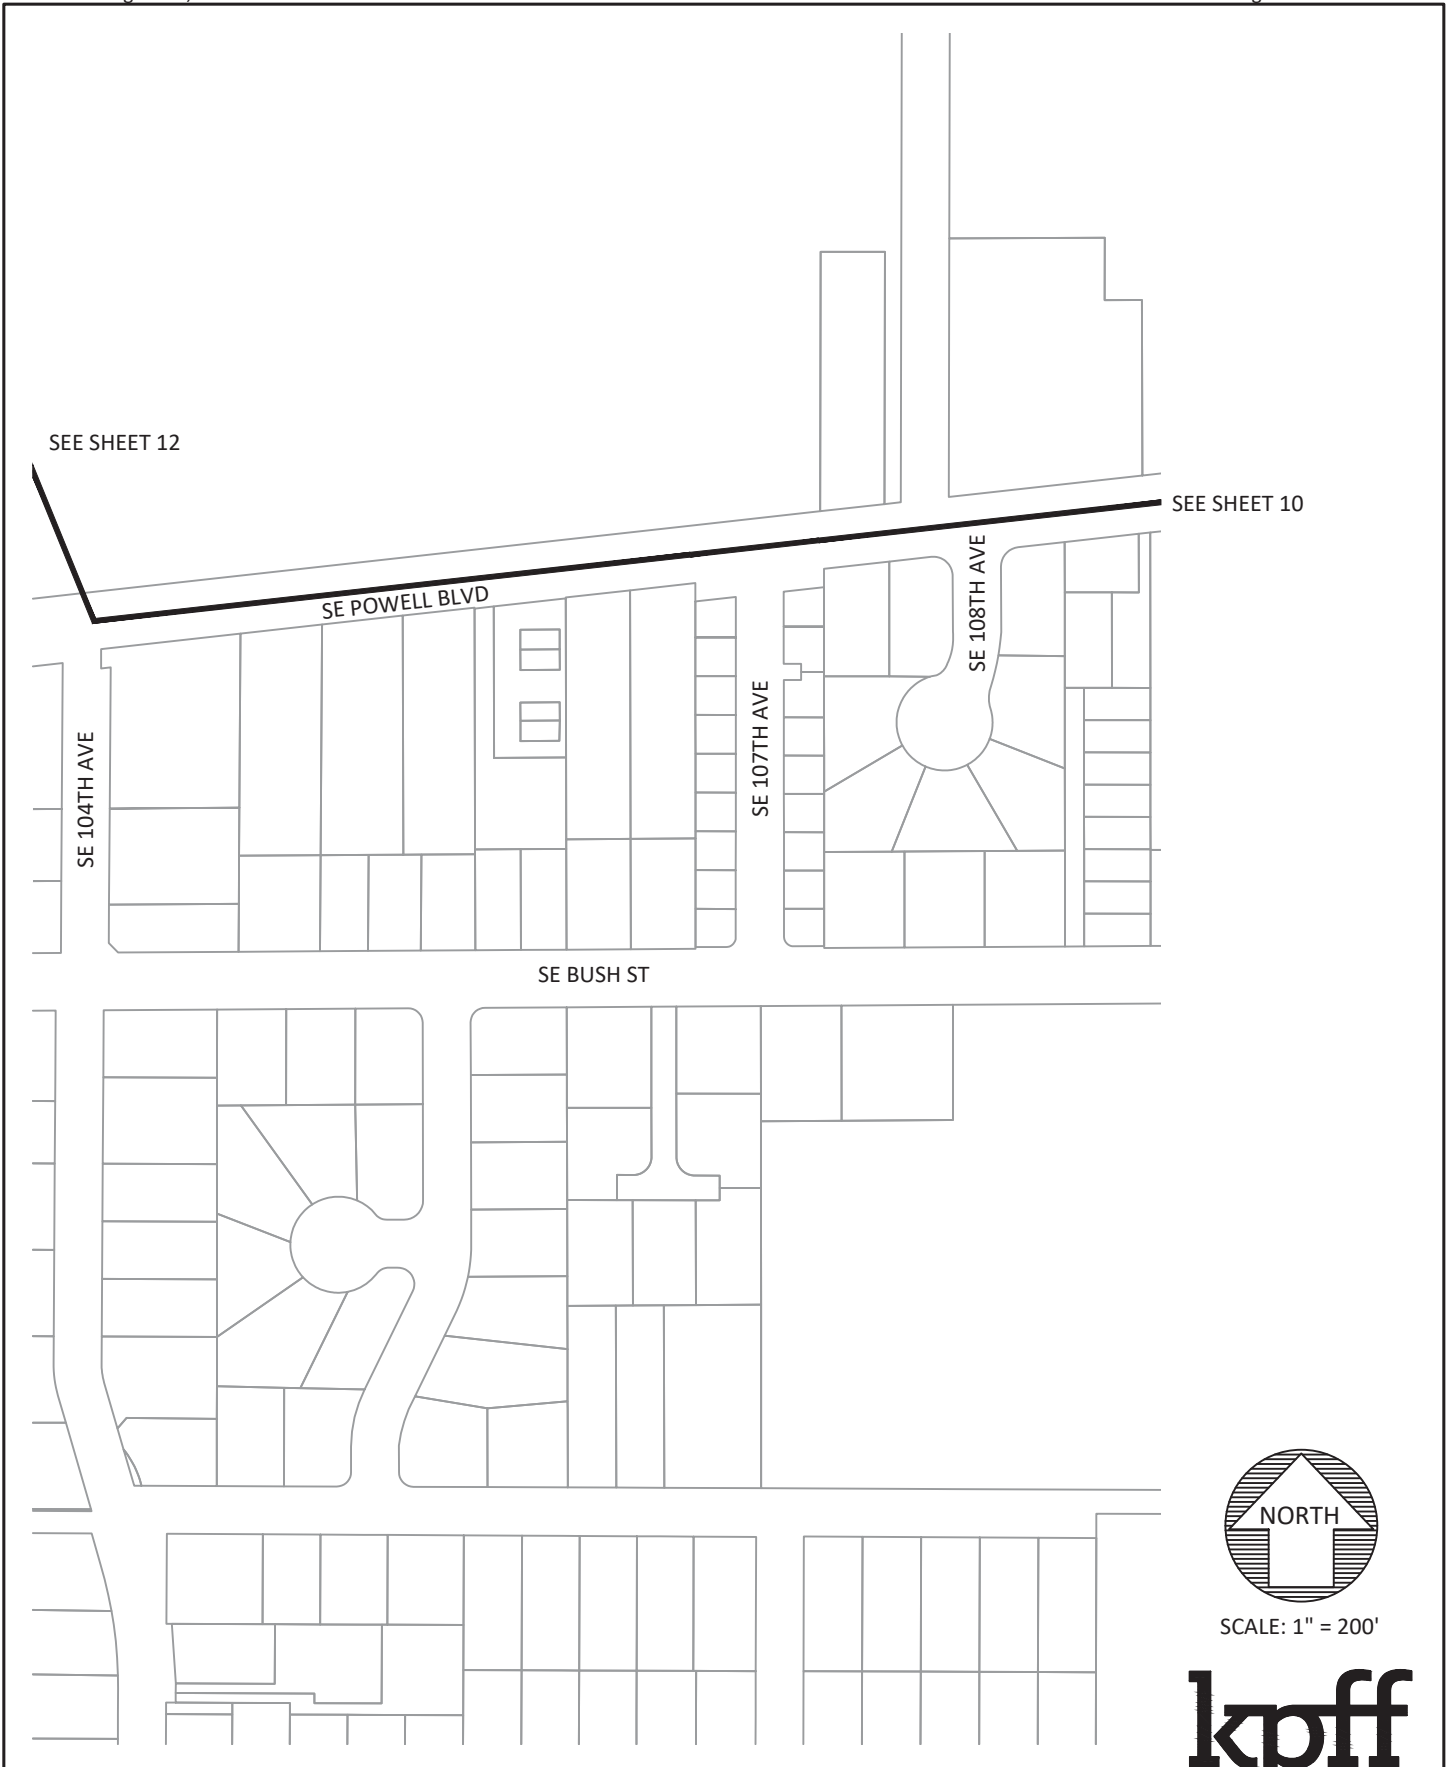 SEE SHEET 12
SEE SHEET 10
SE POWELL BLVD
SE 108TH AVE
SE 107TH AVE
SE 104TH AVE
SE BUSH ST
NORTH
SCALE: 1" = 200'
kpff